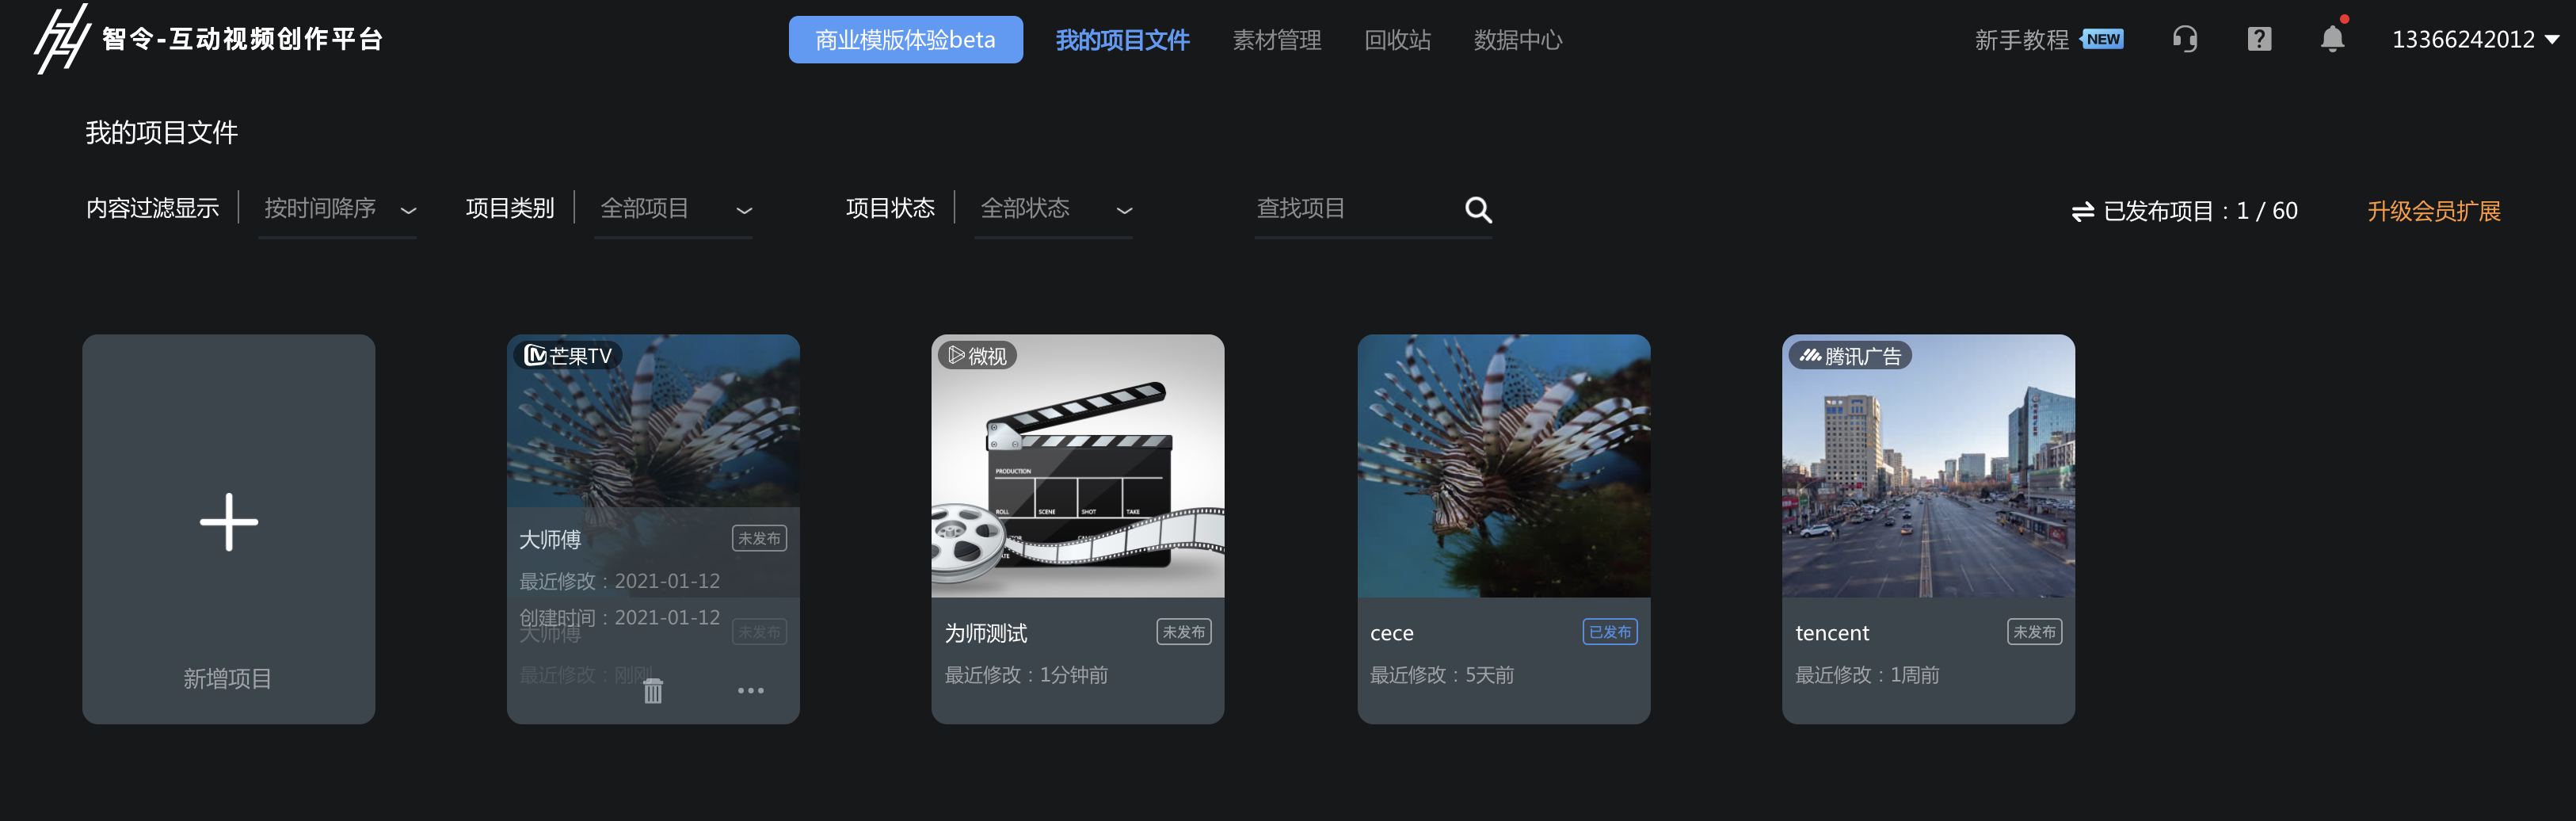 智令-互动视频创作平台
商业模版体验beta
我的项目文件
素材管理
回收站
数据中心
新手教程
NEW
13366242012
我的项目文件
内容过滤显示
按时间降序
项目类别
全部项目
项目状态
全部状态
查找项目
已发布项目：1 / 60
升级会员扩展
新增项目
芒果TV
大师傅
未发布
最近修改：2021-01-12
创建时间：2021-01-12
大师傅
未发布
最近修改：刚刚
微视
PRODUCTION
ROLL
SCENE
SHOT
TAKE
为师测试
未发布
最近修改：1分钟前
cece
已发布
最近修改：5天前
腾讯广告
tencent
未发布
最近修改：1周前